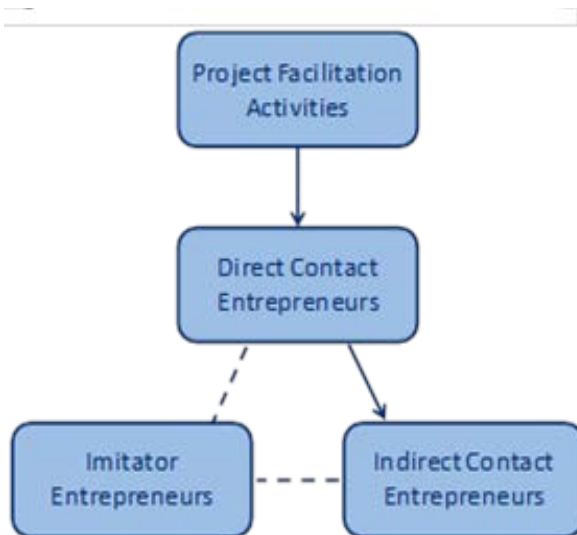 Project Facilitation
Activities
Direct Contact
Entrepreneurs
Imitator
Entrepreneurs
Indirect Contact
Entrepreneurs